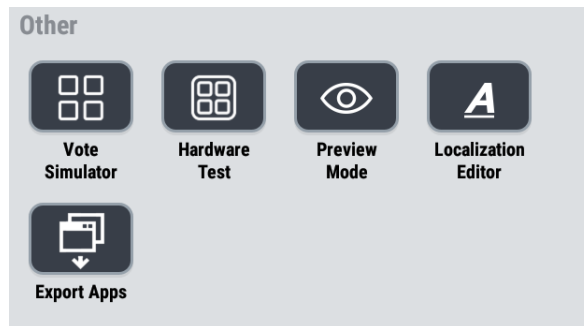 Other
Vote
Simulator
Hardware
Test
Preview
Mode
A
Localization
Editor
Export Apps